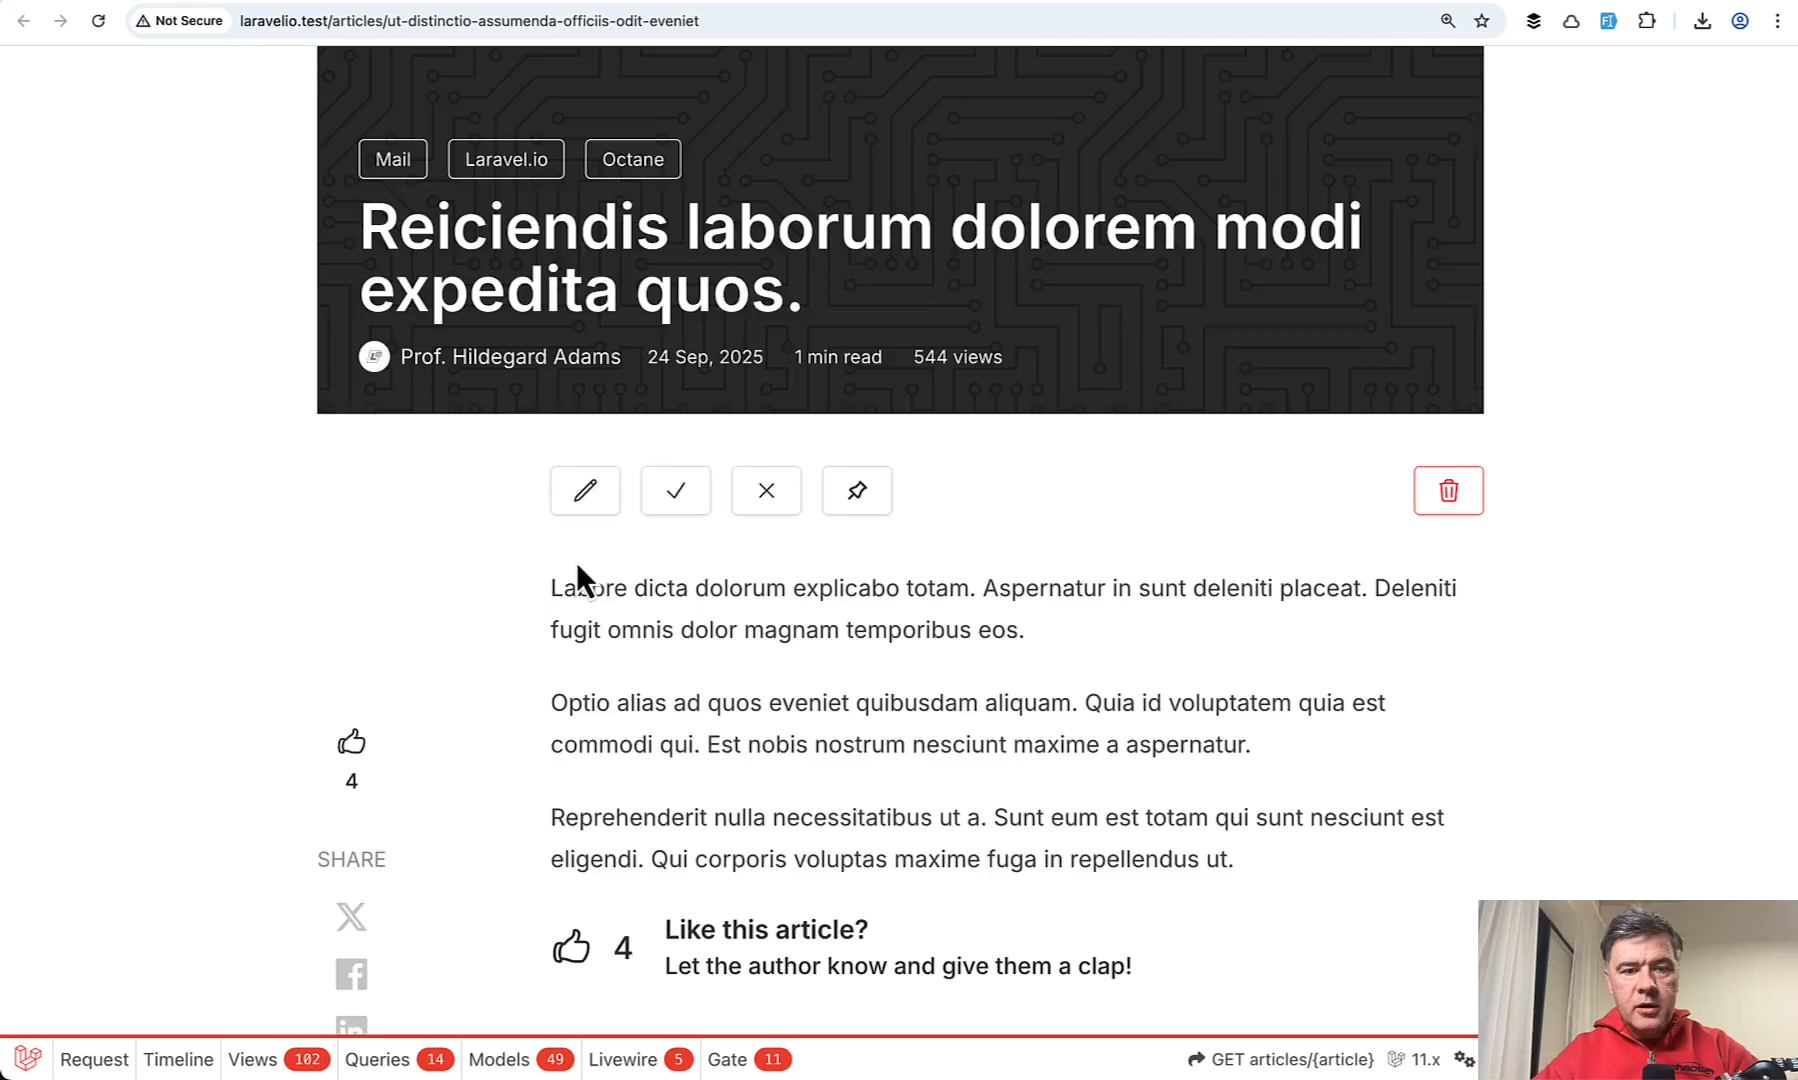 Not Secure
laravelio.test/articles/ut-distinctio-assumenda-officiis-odit-eveniet
Mail
Laravel.io
Octane
Reiciendis laborum dolorem modi
expedita quos.
Prof. Hildegard Adams
24 Sep, 2025
1 min read
544 views
Labore dicta dolorum explicabo totam. Aspernatur in sunt deleniti placeat. Deleniti
fugit omnis dolor magnam temporibus eos.
Optio alias ad quos eveniet quibusdam aliquam. Quia id voluptatem quia est
commodi qui. Est nobis nostrum nesciunt maxime a aspernatur.
4
Reprehenderit nulla necessitatibus ut a. Sunt eum est totam qui sunt nesciunt est
eligendi. Qui corporis voluptas maxime fuga in repellendus ut.
SHARE
4
Like this article?
Let the author know and give them a clap!
Request
Timeline
Views 102
Queries 14
Models 49
Livewire 5
Gate 11
GET articles/{article}
11.x